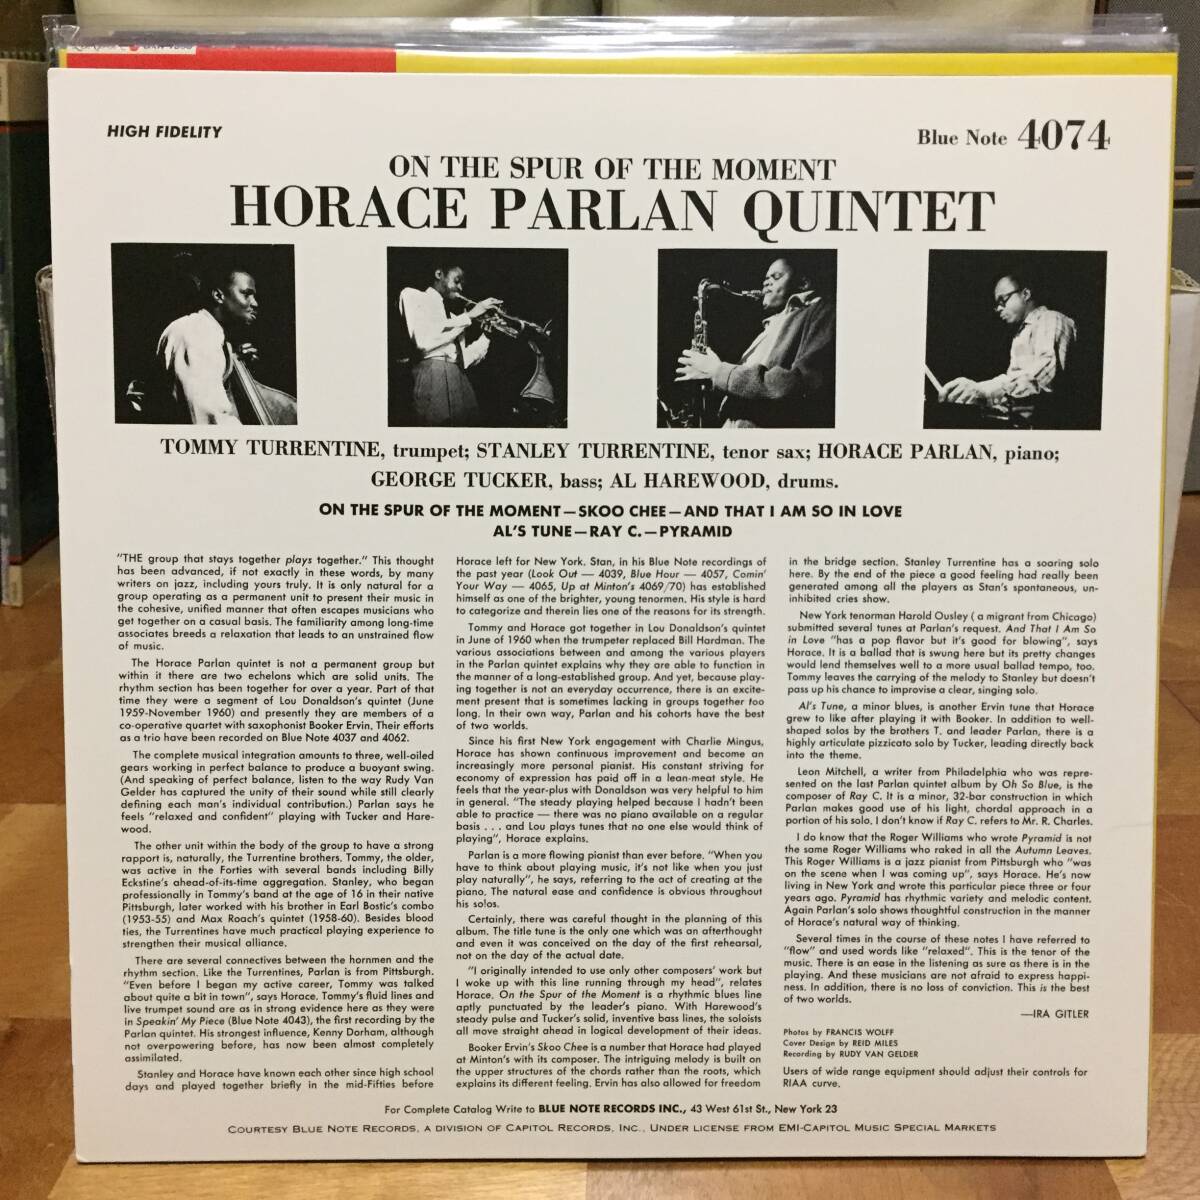 HIGH FIDELITY
Blue Note 4074
ON THE SPUR OF THE MOMENT
HORACE PARLAN QUINTET
TOMMY TURRENTINE, trumpet; STANLEY TURRENTINE, tenor sax; HORACE PARLAN, piano;
GEORGE TUCKER, bass; AL HAREWOOD, drums.
ON THE SPUR OF THE MOMENT—SKOO CHEE—AND THAT I AM SO IN LOVE
AL'S TUNE—RAY C.—PYRAMID
"THE group that stays together plays together." This thought
has been advanced, if not exactly in these words, by many
writers on jazz, including yours truly. It is only natural for a
group operating as a permanent unit to present their music in
the cohesive, unified manner that often escapes musicians who
get together on a casual basis. The familiarity among long-time
associates breeds a relaxation that leads to an unstrained flow
of music.
The Horace Parlan quintet is not a permanent group but
within it there are two echelons which are solid units. The
rhythm section has been together for over a year. Part of that
time they were a segment of Lou Donaldson's quintet (June
1959-November 1960) and presently they are members of a
co-operative quartet with saxophonist Booker Ervin. Their efforts
as a trio have been recorded on Blue Note 4037 and 4062.
The complete musical integration amounts to three, well-oiled
gears working in perfect balance to produce a buoyant swing.
(And speaking of perfect balance, listen to the way Rudy Van
Gelder has captured the unity of their sound while still clearly
defining each man's individual contribution.) Parlan says he
feels "relaxed and confident" playing with Tucker and Hare-
wood.
The other unit within the body of the group to have a strong
rapport is, naturally, the Turrentine brothers. Tommy, the older,
was active in the Forties with several bands including Billy
Eckstine's ahead-of-its-time aggregation. Stanley, who began
professionally in Tommy's band at the age of 16 in their native
Pittsburgh, later worked with his brother in Earl Bostic's combo
(1953-55) and Max Roach's quintet (1958-60). Besides blood
ties, the Turrentines have much practical playing experience to
strengthen their musical alliance.
There are several connectives between the hornmen and the
rhythm section. Like the Turrentines, Parlan is from Pittsburgh.
"Even before I began my active career, Tommy was talked
about quite a bit in town", says Horace. Tommy's fluid lines and
live trumpet sound are as in strong evidence here as they were
in Speakin' My Piece (Blue Note 4043), the first recording by the
Parlan quintet. His strongest influence, Kenny Dorham, although
not overpowering before, has now been almost completely
assimilated.
Stanley and Horace have known each other since high school
days and played together briefly in the mid-Fifties before
Horace left for New York. Stan, in his Blue Note recordings of
the past year (Look Out — 4039, Blue Hour — 4057, Comin'
Your Way — 4065, Up at Minton's 4069/70) has established
himself as one of the brighter, young tenormen. His style is hard
to categorize and therein lies one of the reasons for its strength.
Tommy and Horace got together in Lou Donaldson's quintet
in June of 1960 when the trumpeter replaced Bill Hardman. The
various associations between and among the various players
in the Parlan quintet explains why they are able to function in
the manner of a long-established group. And yet, because play-
ing together is not an everyday occurrence, there is an excite-
ment present that is sometimes lacking in groups together too
long. In their own way, Parlan and his cohorts have the best
of two worlds.
Since his first New York engagement with Charlie Mingus,
Horace has shown continuous improvement and become an
increasingly more personal pianist. His constant striving for
economy of expression has paid off in a lean-meat style. He
feels that the year-plus with Donaldson was very helpful to him
in general. "The steady playing helped because I hadn't been
able to practice — there was no piano available on a regular
basis . . . and Lou plays tunes that no one else would think of
playing", Horace explains.
Parlan is a more flowing pianist than ever before. "When you
have to think about playing music, it's not like when you just
play naturally", he says, referring to the act of creating at the
piano. The natural ease and confidence is obvious throughout
his solos.
Certainly, there was careful thought in the planning of this
album. The title tune is the only one which was an afterthought
and even it was conceived on the day of the first rehearsal,
not on the day of the actual date.
"I originally intended to use only other composers' work but
I woke up with this line running through my head", relates
Horace. On the Spur of the Moment is a rhythmic blues line
aptly punctuated by the leader's piano. With Harewood's
steady pulse and Tucker's solid, inventive bass lines, the soloists
all move straight ahead in logical development of their ideas.
Booker Ervin's Skoo Chee is a number that Horace had played
at Minton's with its composer. The intriguing melody is built on
the upper structures of the chords rather than the roots, which
explains its different feeling. Ervin has also allowed for freedom
in the bridge section. Stanley Turrentine has a soaring solo
here. By the end of the piece a good feeling had really been
generated among all the players as Stan's spontaneous, un-
inhibited cries show.
New York tenorman Harold Ousley ( a migrant from Chicago)
submitted several tunes at Parlan's request. And That I Am So
in Love "has a pop flavor but it's good for blowing", says
Horace. It is a ballad that is swung here but its pretty changes
would lend themselves well to a more usual ballad tempo, too.
Tommy leaves the carrying of the melody to Stanley but doesn't
pass up his chance to improvise a clear, singing solo.
Al's Tune, a minor blues, is another Ervin tune that Horace
grew to like after playing it with Booker. In addition to well-
shaped solos by the brothers T. and leader Parlan, there is a
highly articulate pizzicato solo by Tucker, leading directly back
into the theme.
Leon Mitchell, a writer from Philadelphia who was repre-
sented on the last Parlan quintet album by Oh So Blue, is the
composer of Ray C. It is a minor, 32-bar construction in which
Parlan makes good use of his light, chordal approach in a
portion of his solo. I don't know if Ray C. refers to Mr. R. Charles.
I do know that the Roger Williams who wrote Pyramid is not
the same Roger Williams who raked in all the Autumn Leaves.
This Roger Williams is a jazz pianist from Pittsburgh who "was
on the scene when I was coming up", says Horace. He's now
living in New York and wrote this particular piece three or four
years ago. Pyramid has rhythmic variety and melodic content.
Again Parlan's solo shows thoughtful construction in the manner
of Horace's natural way of thinking.
Several times in the course of these notes I have referred to
"flow" and used words like "relaxed". This is the tenor of the
music. There is an ease in the listening as sure as there is in the
playing. And these musicians are not afraid to express happi-
ness. In addition, there is no loss of conviction. This is the best
of two worlds.
—IRA GITLER
Photos by FRANCIS WOLFF
Cover Design by REID MILES
Recording by RUDY VAN GELDER
Users of wide range equipment should adjust their controls for
RIAA curve.
For Complete Catalog Write to BLUE NOTE RECORDS INC., 43 West 61st St., New York 23
COURTESY BLUE NOTE RECORDS, A DIVISION OF CAPITOL RECORDS, INC., UNDER LICENSE FROM EMI-CAPITOL MUSIC SPECIAL MARKETS